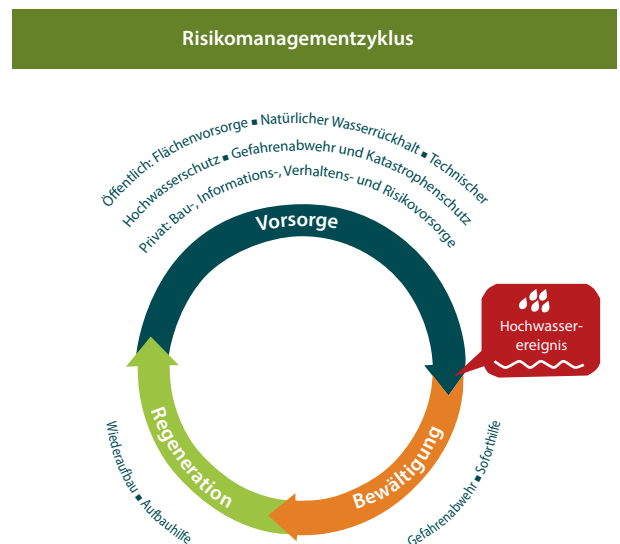 Risikomanagementzyklus
Öffentlich: Flächenvorsorge ▪ Natürlicher Wasserrückhalt ▪ Technischer
Hochwasserschutz ▪ Gefahrenabwehr und Katastrophenschutz
Privat: Bau-, Informations-, Verhaltens- und Risikovorsorge
Vorsorge
Hochwasser-
ereignis
Bewältigung
Gefahrenabwehr ▪ Soforthilfe
Regeneration
Wiederaufbau ▪ Aufbauhilfe